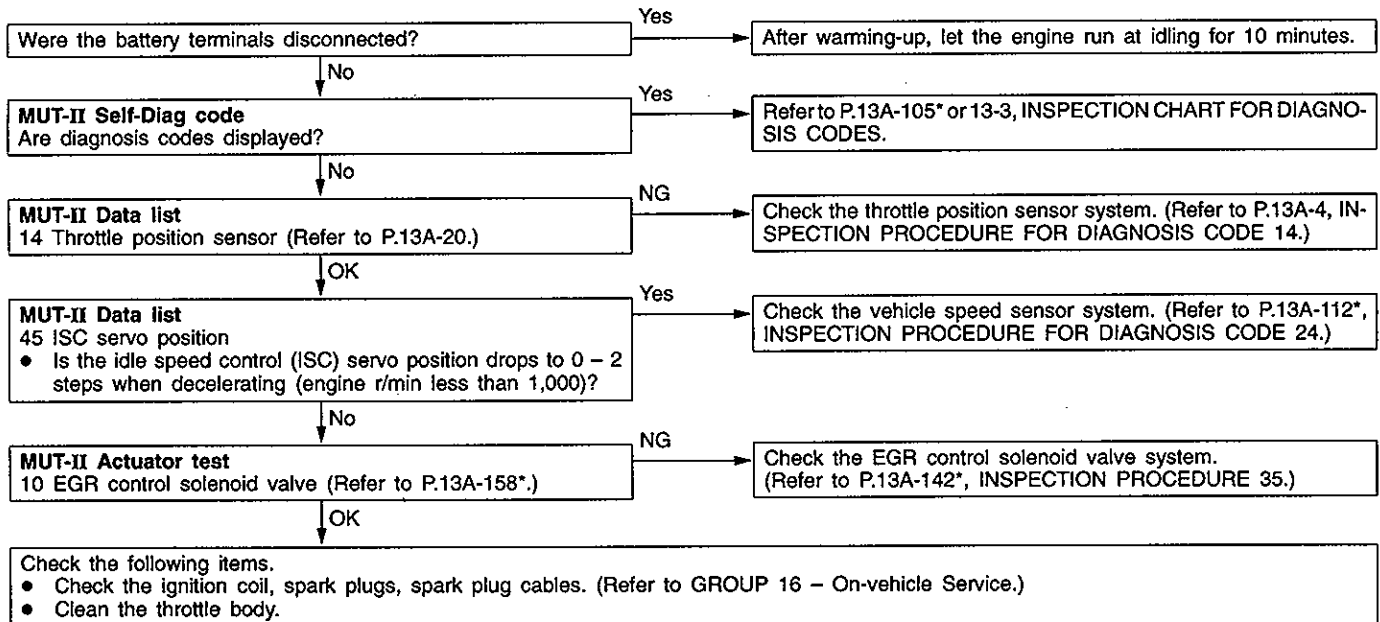 Yes
Were the battery terminals disconnected?
After warming-up, let the engine run at idling for 10 minutes.
No
Yes
MUT-II Self-Diag code
Are diagnosis codes displayed?
Refer to P.13A-105* or 13-3, INSPECTION CHART FOR DIAGNO-
SIS CODES.
No
NG
MUT-II Data list
14 Throttle position sensor (Refer to P.13A-20.)
Check the throttle position sensor system. (Refer to P.13A-4, IN-
SPECTION PROCEDURE FOR DIAGNOSIS CODE 14.)
OK
Yes
MUT-II Data list
45 ISC servo position
● Is the idle speed control (ISC) servo position drops to 0 – 2
steps when decelerating (engine r/min less than 1,000)?
Check the vehicle speed sensor system. (Refer to P.13A-112*,
INSPECTION PROCEDURE FOR DIAGNOSIS CODE 24.)
No
NG
MUT-II Actuator test
10 EGR control solenoid valve (Refer to P.13A-158*.)
Check the EGR control solenoid valve system.
(Refer to P.13A-142*, INSPECTION PROCEDURE 35.)
OK
Check the following items.
● Check the ignition coil, spark plugs, spark plug cables. (Refer to GROUP 16 – On-vehicle Service.)
● Clean the throttle body.